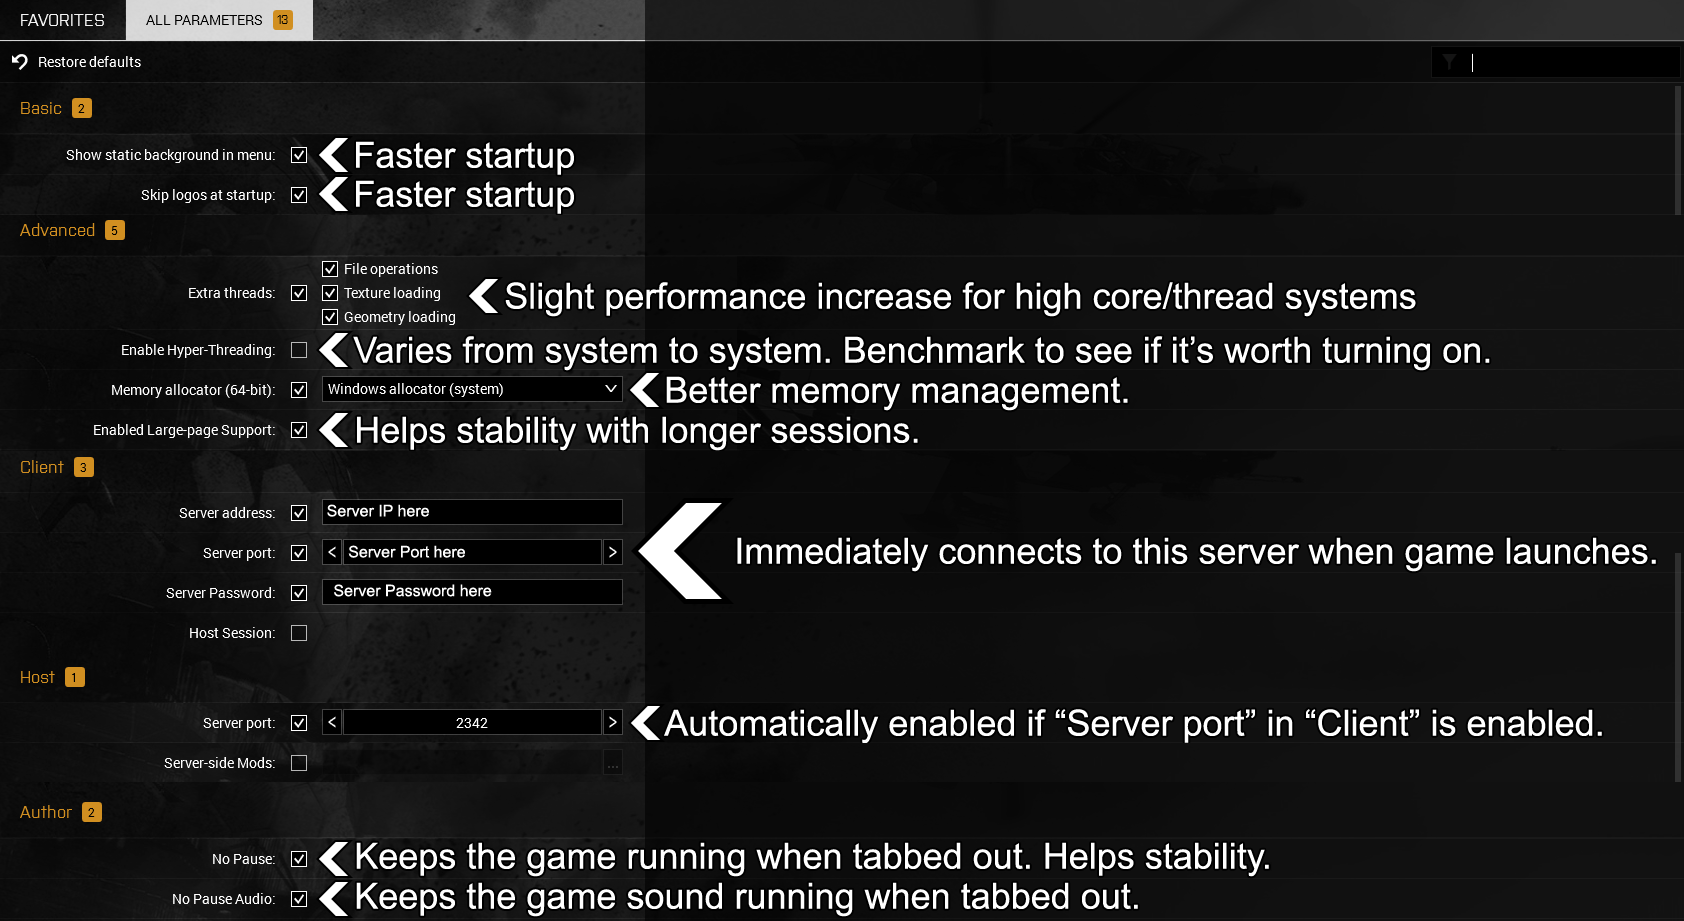 FAVORITES ALL PARAMETERS 13
Restore defaults
Basic 2
Show static background in menu: Faster startup
Skip logos at startup: Faster startup
Advanced 5
File operations
Extra threads: Texture loading Slight performance increase for high core/thread systems
Geometry loading
Enable Hyper-Threading: Varies from system to system. Benchmark to see if it’s worth turning on.
Memory allocator (64-bit): Windows allocator (system) Better memory management.
Enabled Large-page Support: Helps stability with longer sessions.
Client 3
Server address: Server IP here
Server port: < Server Port here > Immediately connects to this server when game launches.
Server Password: Server Password here
Host Session:
Host 1
Server port: < 2342 > Automatically enabled if “Server port” in “Client” is enabled.
Server-side Mods: ...
Author 2
No Pause: Keeps the game running when tabbed out. Helps stability.
No Pause Audio: Keeps the game sound running when tabbed out.